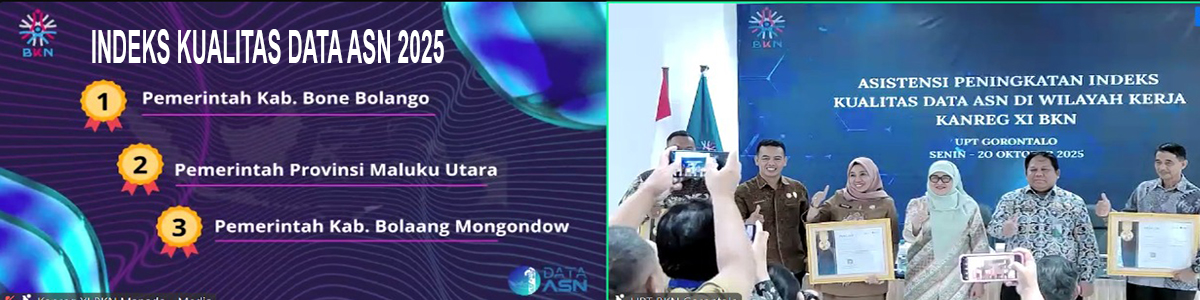 BKN
INDEKS KUALITAS DATA ASN 2025
1
Pemerintah Kab. Bone Bolango
2
Pemerintah Provinsi Maluku Utara
3
Pemerintah Kab. Bolaang Mongondow
DATA
ASN
BKN
ASISTENSI PENINGKATAN INDEKS
KUALITAS DATA ASN DI WILAYAH KERJA
KANREG XI BKN
UPT GORONTALO
SENIN - 20 OKTOBER 2025